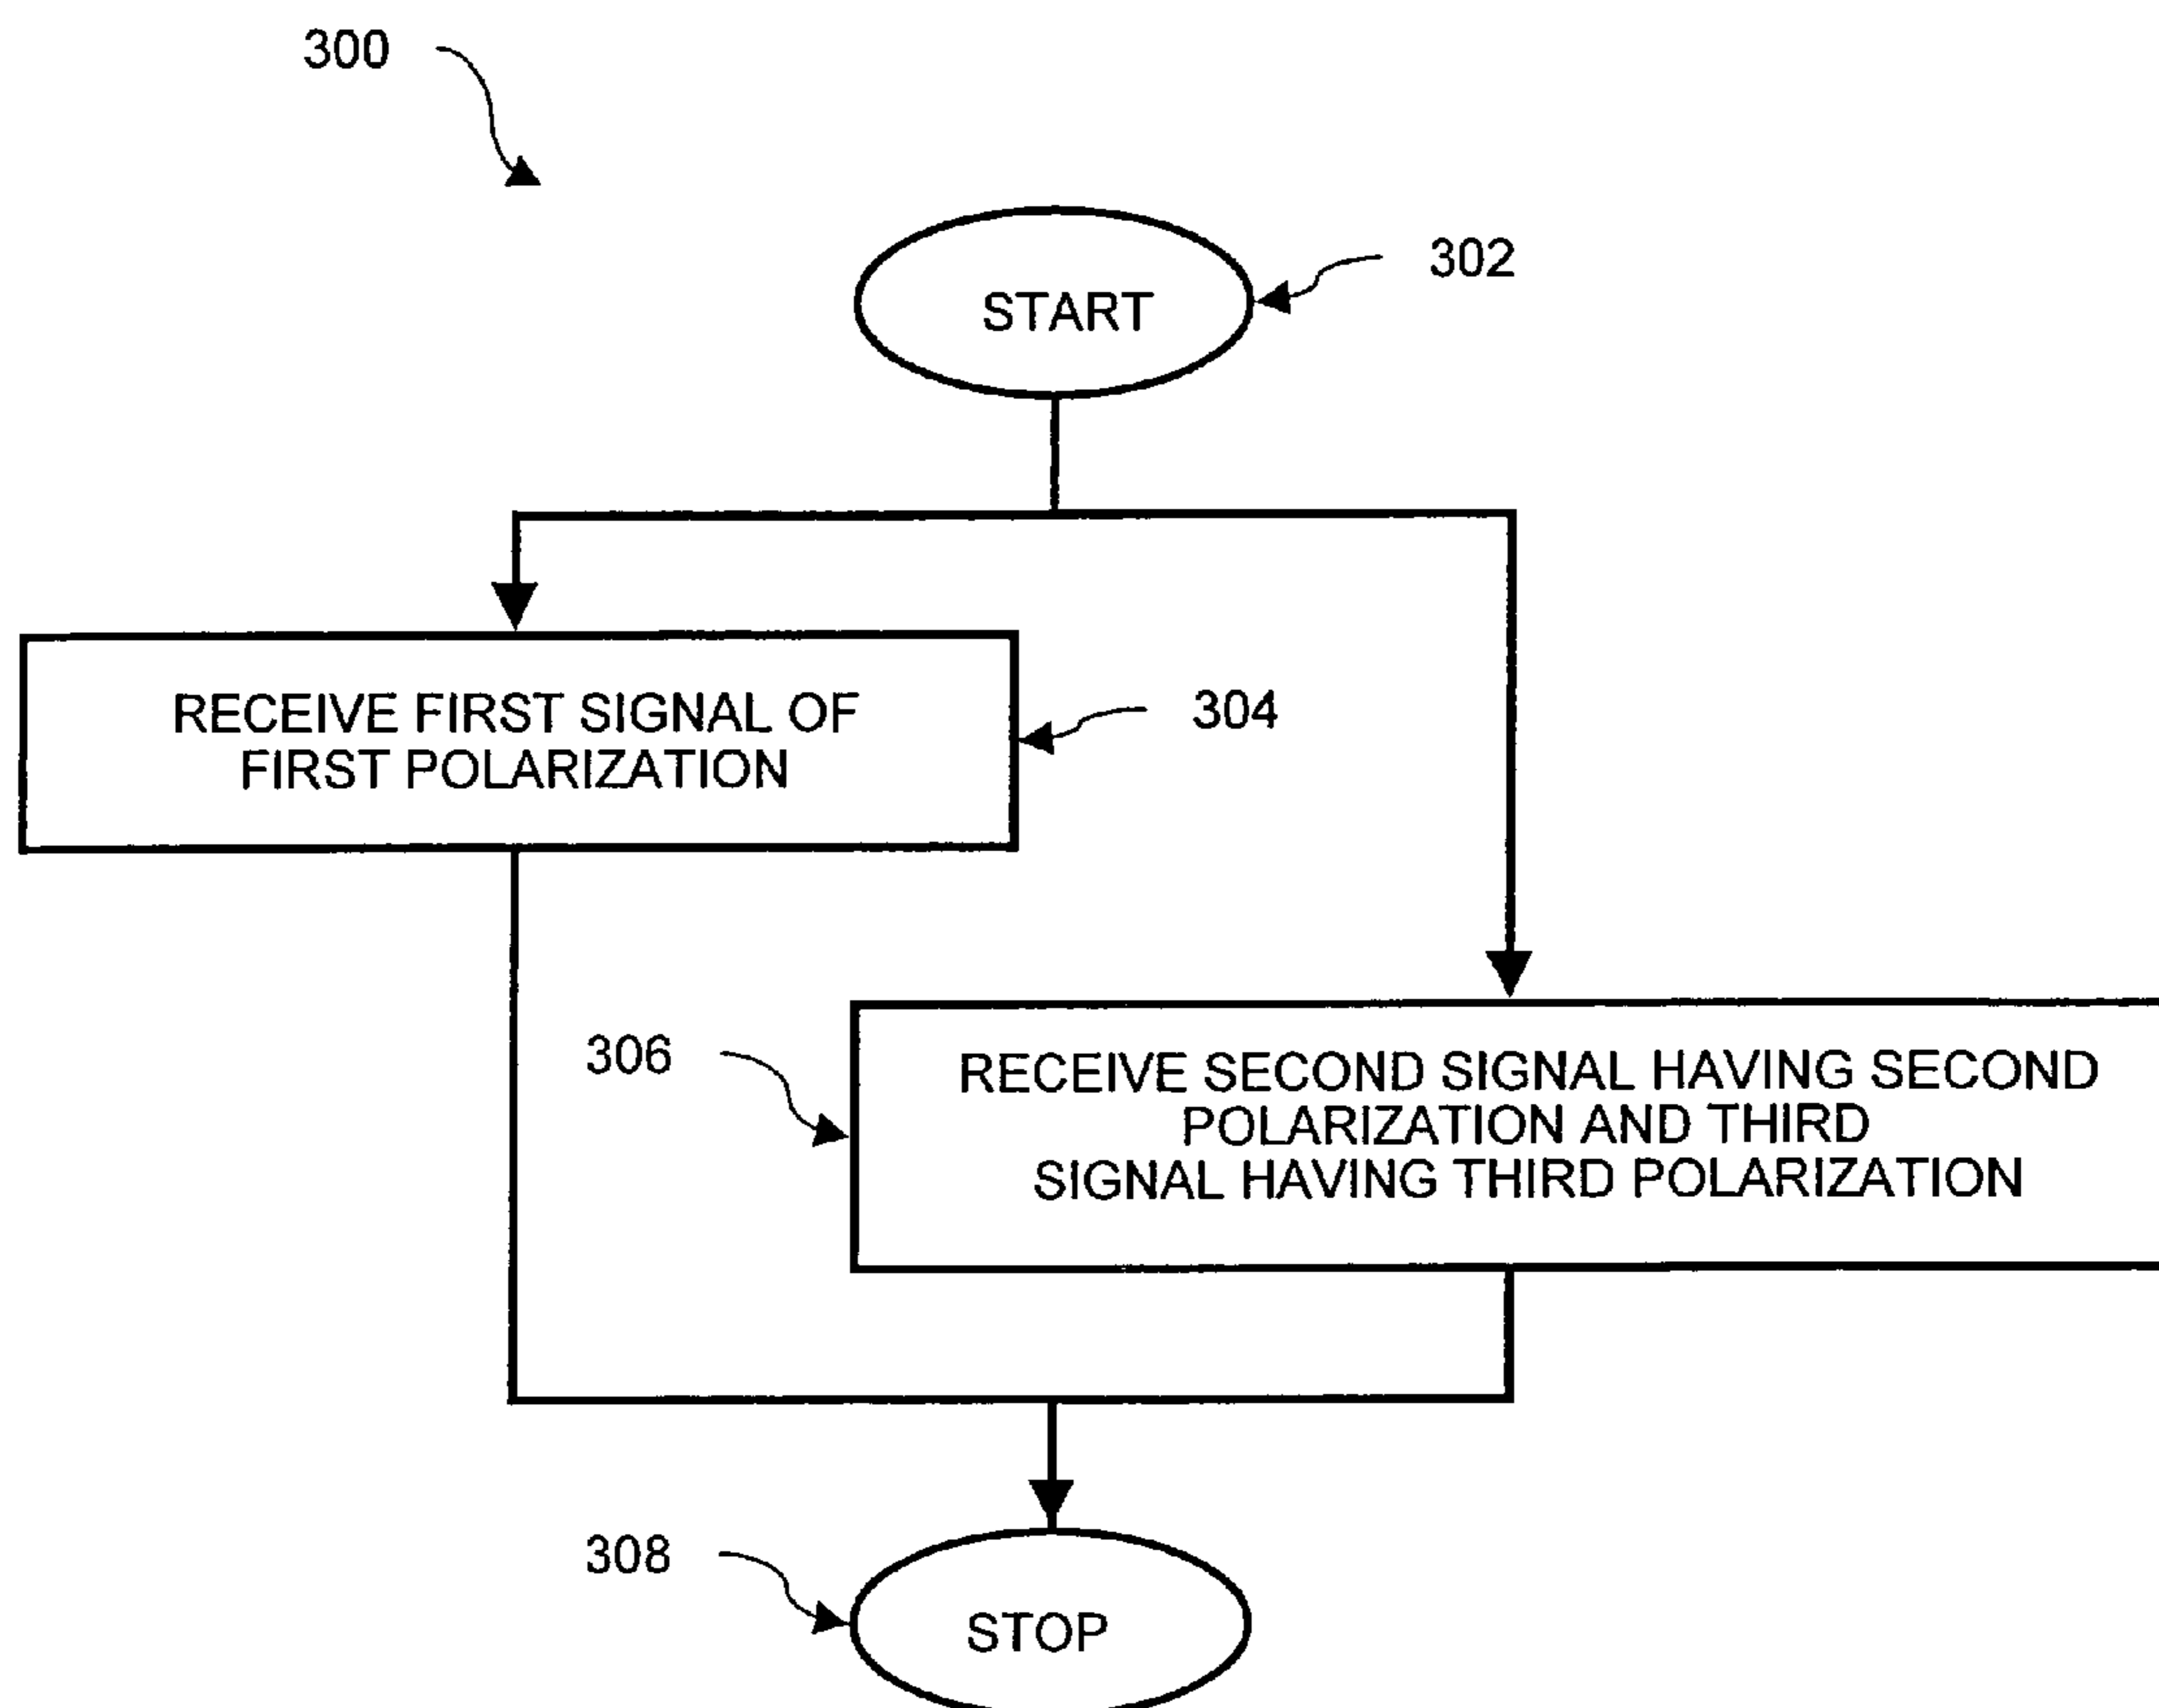 300
START
302
RECEIVE FIRST SIGNAL OF
FIRST POLARIZATION
304
306
RECEIVE SECOND SIGNAL HAVING SECOND
POLARIZATION AND THIRD
SIGNAL HAVING THIRD POLARIZATION
308
STOP